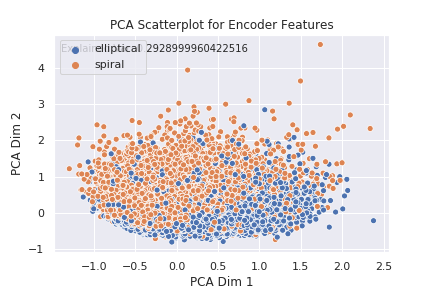 PCA Scatterplot for Encoder Features
Explain 2928999960422516
elliptical
spiral
PCA Dim 2
4
3
2
1
0
−1
−1.0 −0.5 0.0 0.5 1.0 1.5 2.0 2.5
PCA Dim 1